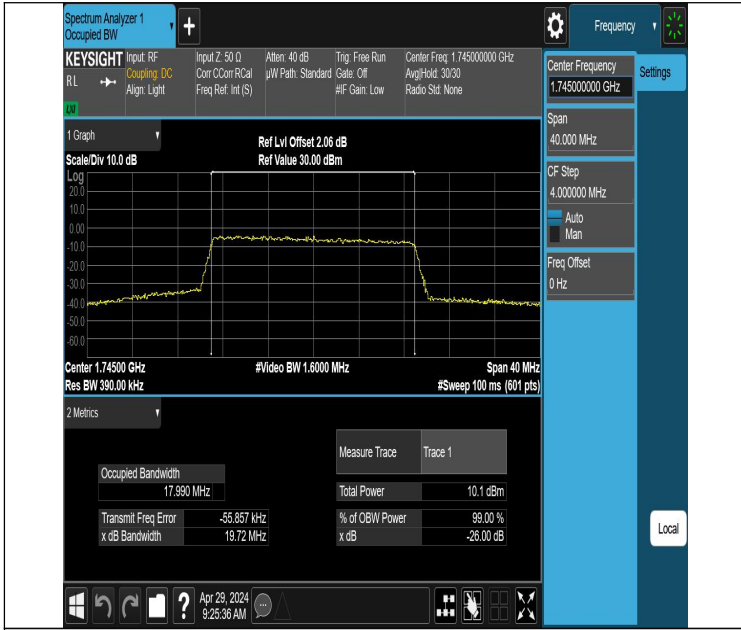 Spectrum Analyzer 1
Occupied BW
+
Frequency
KEYSIGHT
RL
LXI
Input: RF
Coupling: DC
Align: Light
Input Z: 50 Ω
Corr CCorr RCal
Freq Ref: Int (S)
Atten: 40 dB
µW Path: Standard
Trig: Free Run
Gate: Off
#IF Gain: Low
Center Freq: 1.745000000 GHz
Avg|Hold: 30/30
Radio Std: None
Center Frequency
1.745000000 GHz
Settings
Span
40.000 MHz
CF Step
4.000000 MHz
Auto
Man
Freq Offset
0 Hz
Local
1 Graph
Scale/Div 10.0 dB
Ref Lvl Offset 2.06 dB
Ref Value 30.00 dBm
Log
20.0
10.0
0.00
-10.0
-20.0
-30.0
-40.0
-50.0
-60.0
Center 1.74500 GHz
#Video BW 1.6000 MHz
Span 40 MHz
Res BW 390.00 kHz
#Sweep 100 ms (601 pts)
2 Metrics
Occupied Bandwidth
17.990 MHz
Transmit Freq Error -55.857 kHz
x dB Bandwidth 19.72 MHz
Measure Trace Trace 1
Total Power 10.1 dBm
% of OBW Power 99.00 %
x dB -26.00 dB
?
Apr 29, 2024
9:25:36 AM